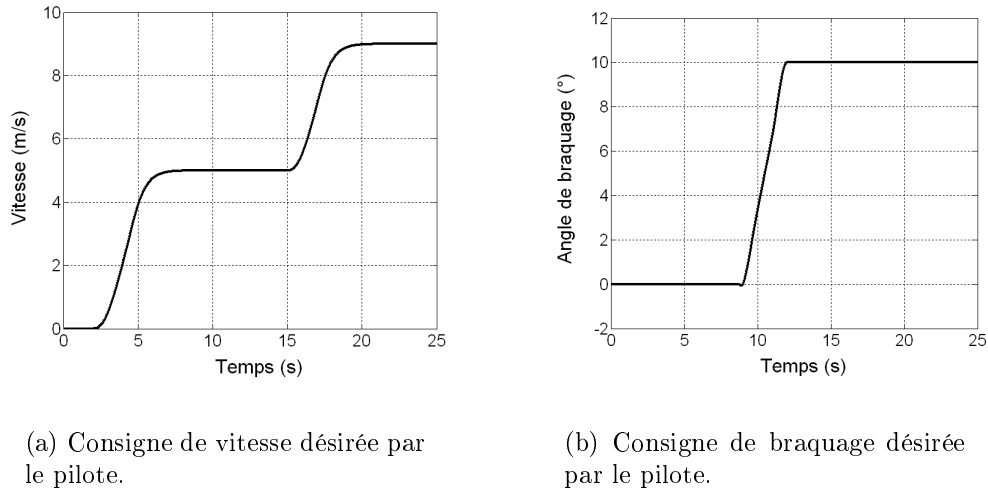 10
8
6
4
2
0
Vitesse (m/s)
0 5 10 15 20 25
Temps (s)
12
10
8
6
4
2
0
-2
Angle de braquage (°)
0 5 10 15 20 25
Temps (s)
(a) Consigne de vitesse désirée par
le pilote.
(b) Consigne de braquage désirée
par le pilote.